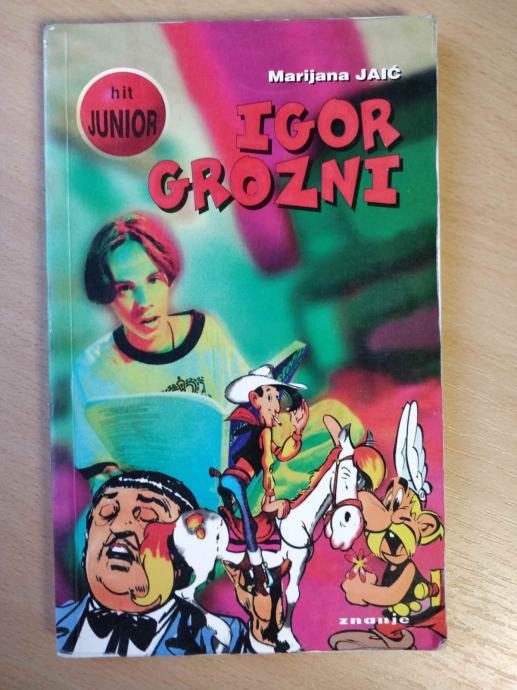 Marijana JAIĆ
hit
JUNIOR
IGOR
GROZNI
znanje